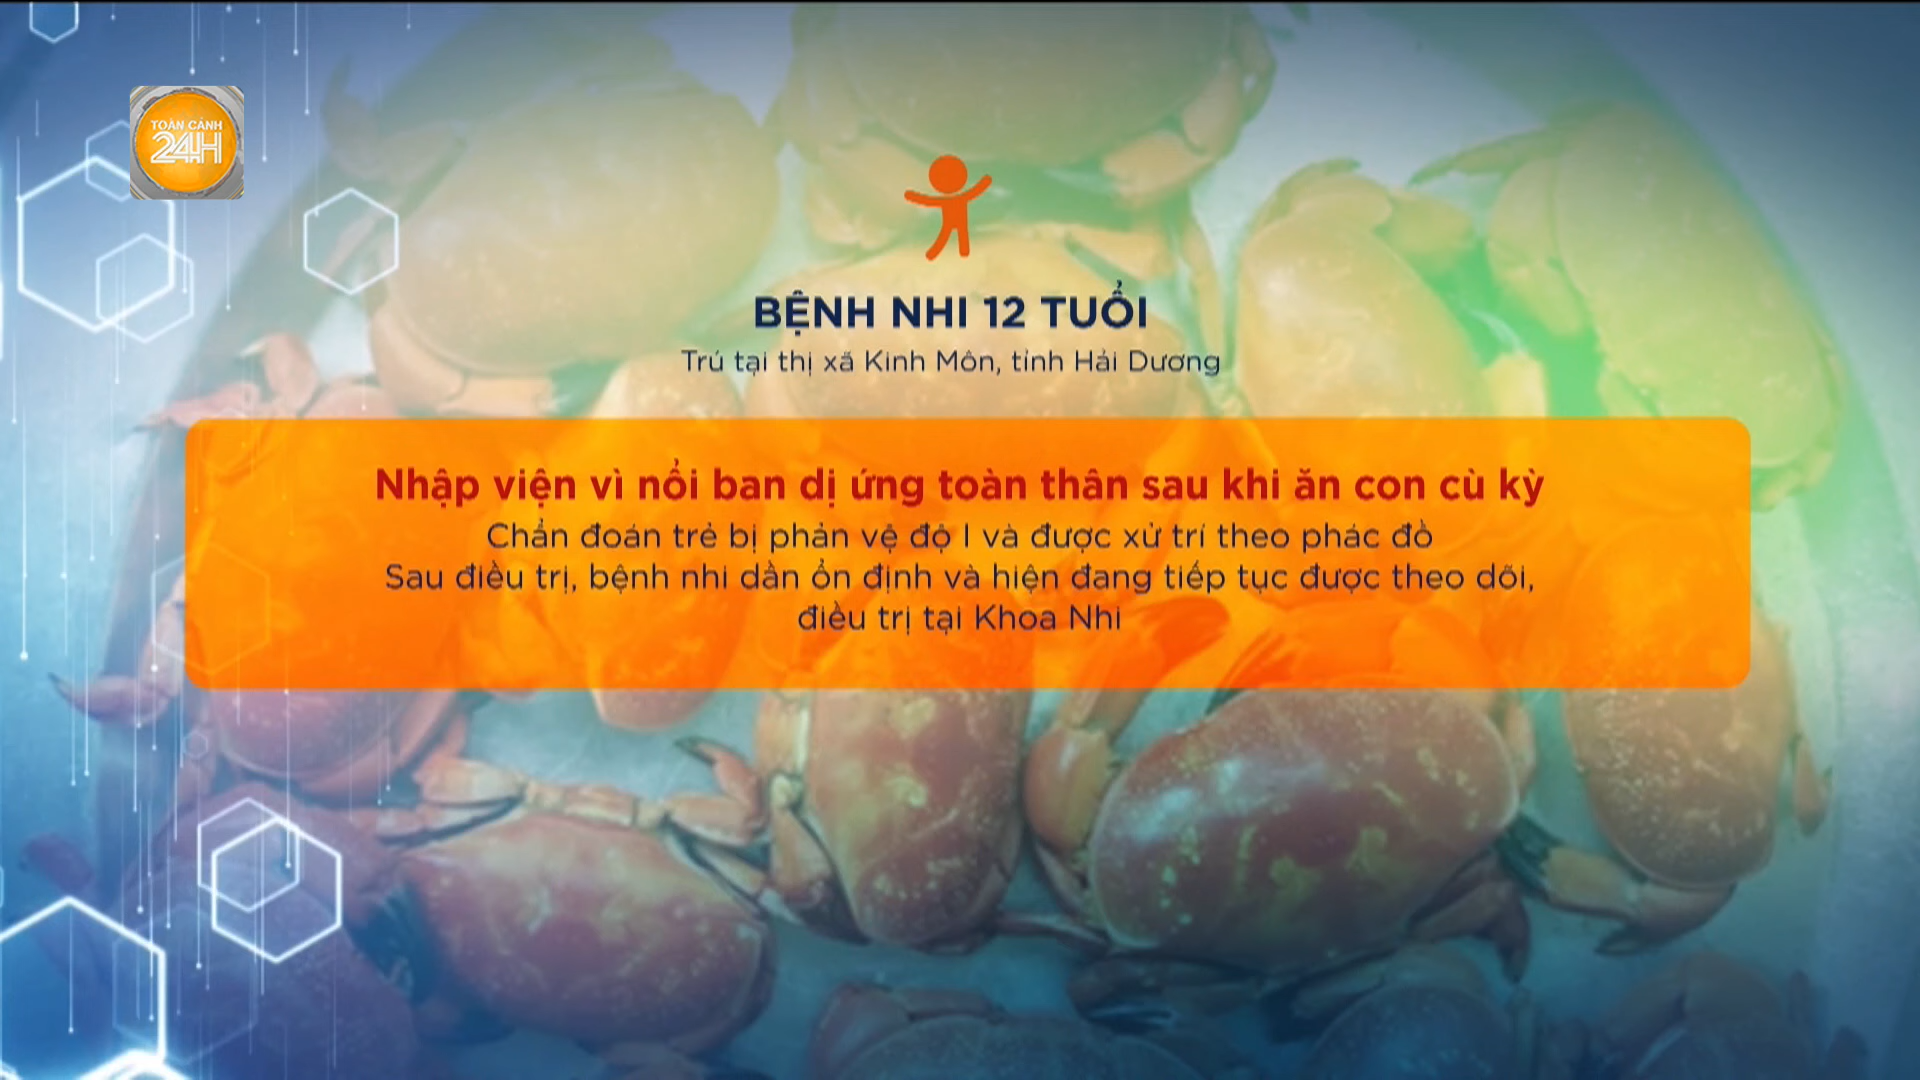 TOÀN CẢNH
24H
BỆNH NHI 12 TUỔI
Trú tại thị xã Kinh Môn, tỉnh Hải Dương
Nhập viện vì nổi ban dị ứng toàn thân sau khi ăn con cù kỳ
Chẩn đoán trẻ bị phản vệ độ I và được xử trí theo phác đồ
Sau điều trị, bệnh nhi dần ổn định và hiện đang tiếp tục được theo dõi,
điều trị tại Khoa Nhi